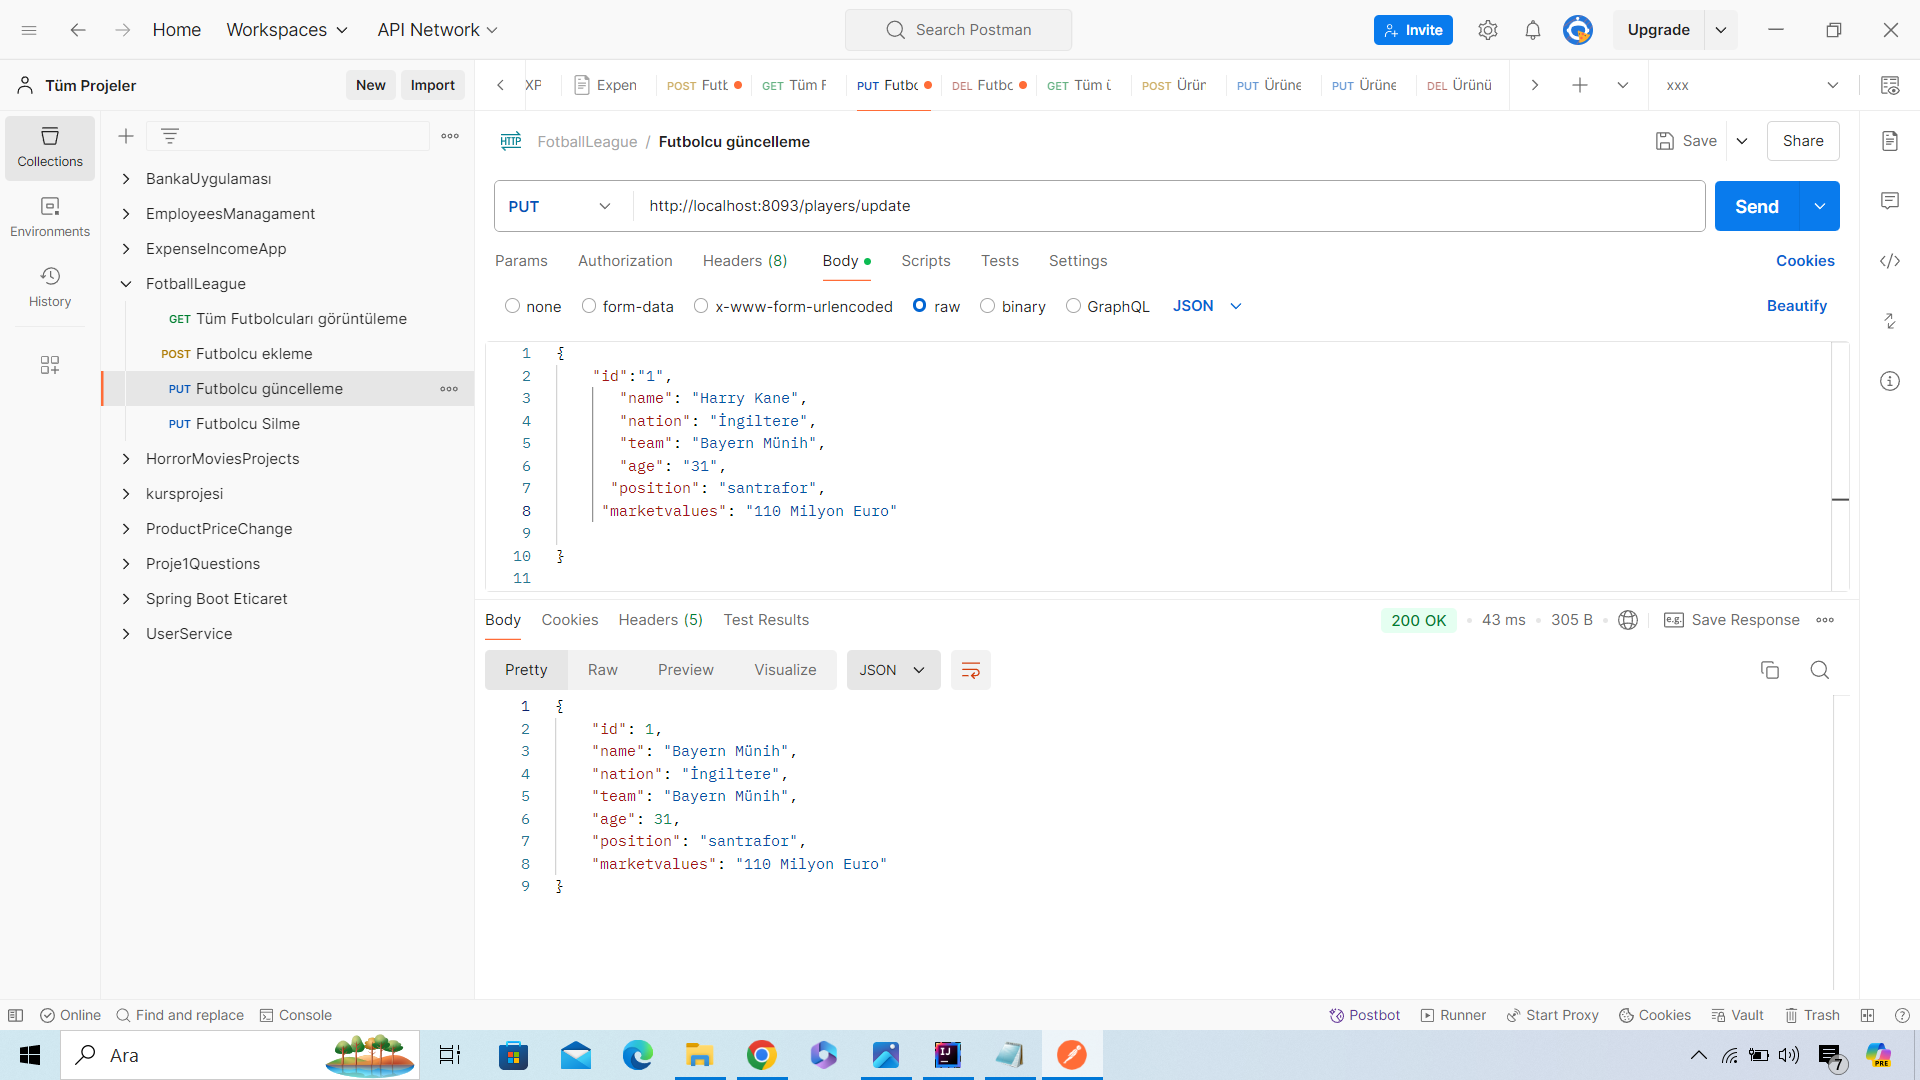 Home
Workspaces
API Network
Search Postman
Invite
Upgrade
Tüm Projeler
New
Import
XP
Expen
POST Futb
GET Tüm F
PUT Futbo
DEL Futbo
GET Tüm ü
POST Ürün
PUT Ürüne
PUT Ürüne
DEL Ürünü
xxx
Collections
Environments
History
BankaUygulaması
EmployeesManagament
ExpenseIncomeApp
FotballLeague
GET Tüm Futbolcuları görüntüleme
POST Futbolcu ekleme
PUT Futbolcu güncelleme
PUT Futbolcu Silme
HorrorMoviesProjects
kursprojesi
ProductPriceChange
Proje1Questions
Spring Boot Eticaret
UserService
HTTP FotballLeague / Futbolcu güncelleme
Save
Share
PUT
http://localhost:8093/players/update
Send
Params Authorization Headers (8) Body Scripts Tests Settings
Cookies
none form-data x-www-form-urlencoded raw binary GraphQL JSON
Beautify
1 {
2 "id":"1",
3 "name": "Harry Kane",
4 "nation": "İngiltere",
5 "team": "Bayern Münih",
6 "age": "31",
7 "position": "santrafor",
8 "marketvalues": "110 Milyon Euro"
9
10 }
11
Body Cookies Headers (5) Test Results
200 OK 43 ms 305 B
e.g. Save Response
Pretty Raw Preview Visualize JSON
1 {
2 "id": 1,
3 "name": "Bayern Münih",
4 "nation": "İngiltere",
5 "team": "Bayern Münih",
6 "age": 31,
7 "position": "santrafor",
8 "marketvalues": "110 Milyon Euro"
9 }
Online Find and replace Console
Postbot Runner Start Proxy Cookies Vault Trash
Ara
IJ
7
PRE